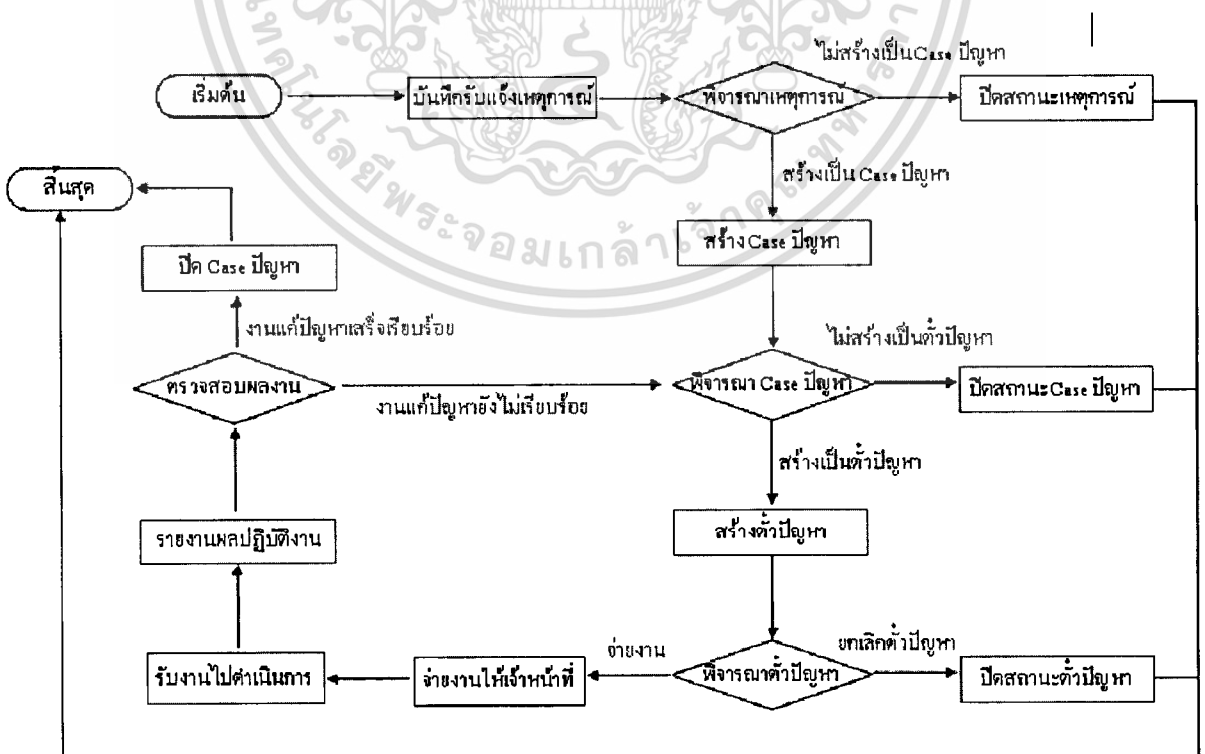 ไม่สร้างเป็น Case ปัญหา
เริ่มต้น
บันทึกรับแจ้งเหตุการณ์
พิจารณาเหตุการณ์
ปิดสถานะเหตุการณ์
สร้างเป็น Case ปัญหา
สิ้นสุด
สร้าง Case ปัญหา
ปิด Case ปัญหา
งานแก้ปัญหาเสร็จเรียบร้อย
ไม่สร้างเป็นตั๋วปัญหา
ตรวจสอบผลงาน
พิจารณา Case ปัญหา
ปิดสถานะ Case ปัญหา
งานแก้ปัญหายังไม่เรียบร้อย
สร้างเป็นตั๋วปัญหา
รายงานผลปฏิบัติงาน
สร้างตั๋วปัญหา
จ่ายงาน
ยกเลิกตั๋วปัญหา
รับงานไปดำเนินการ
จ่ายงานให้เจ้าหน้าที่
พิจารณาตั๋วปัญหา
ปิดสถานะตั๋วปัญหา